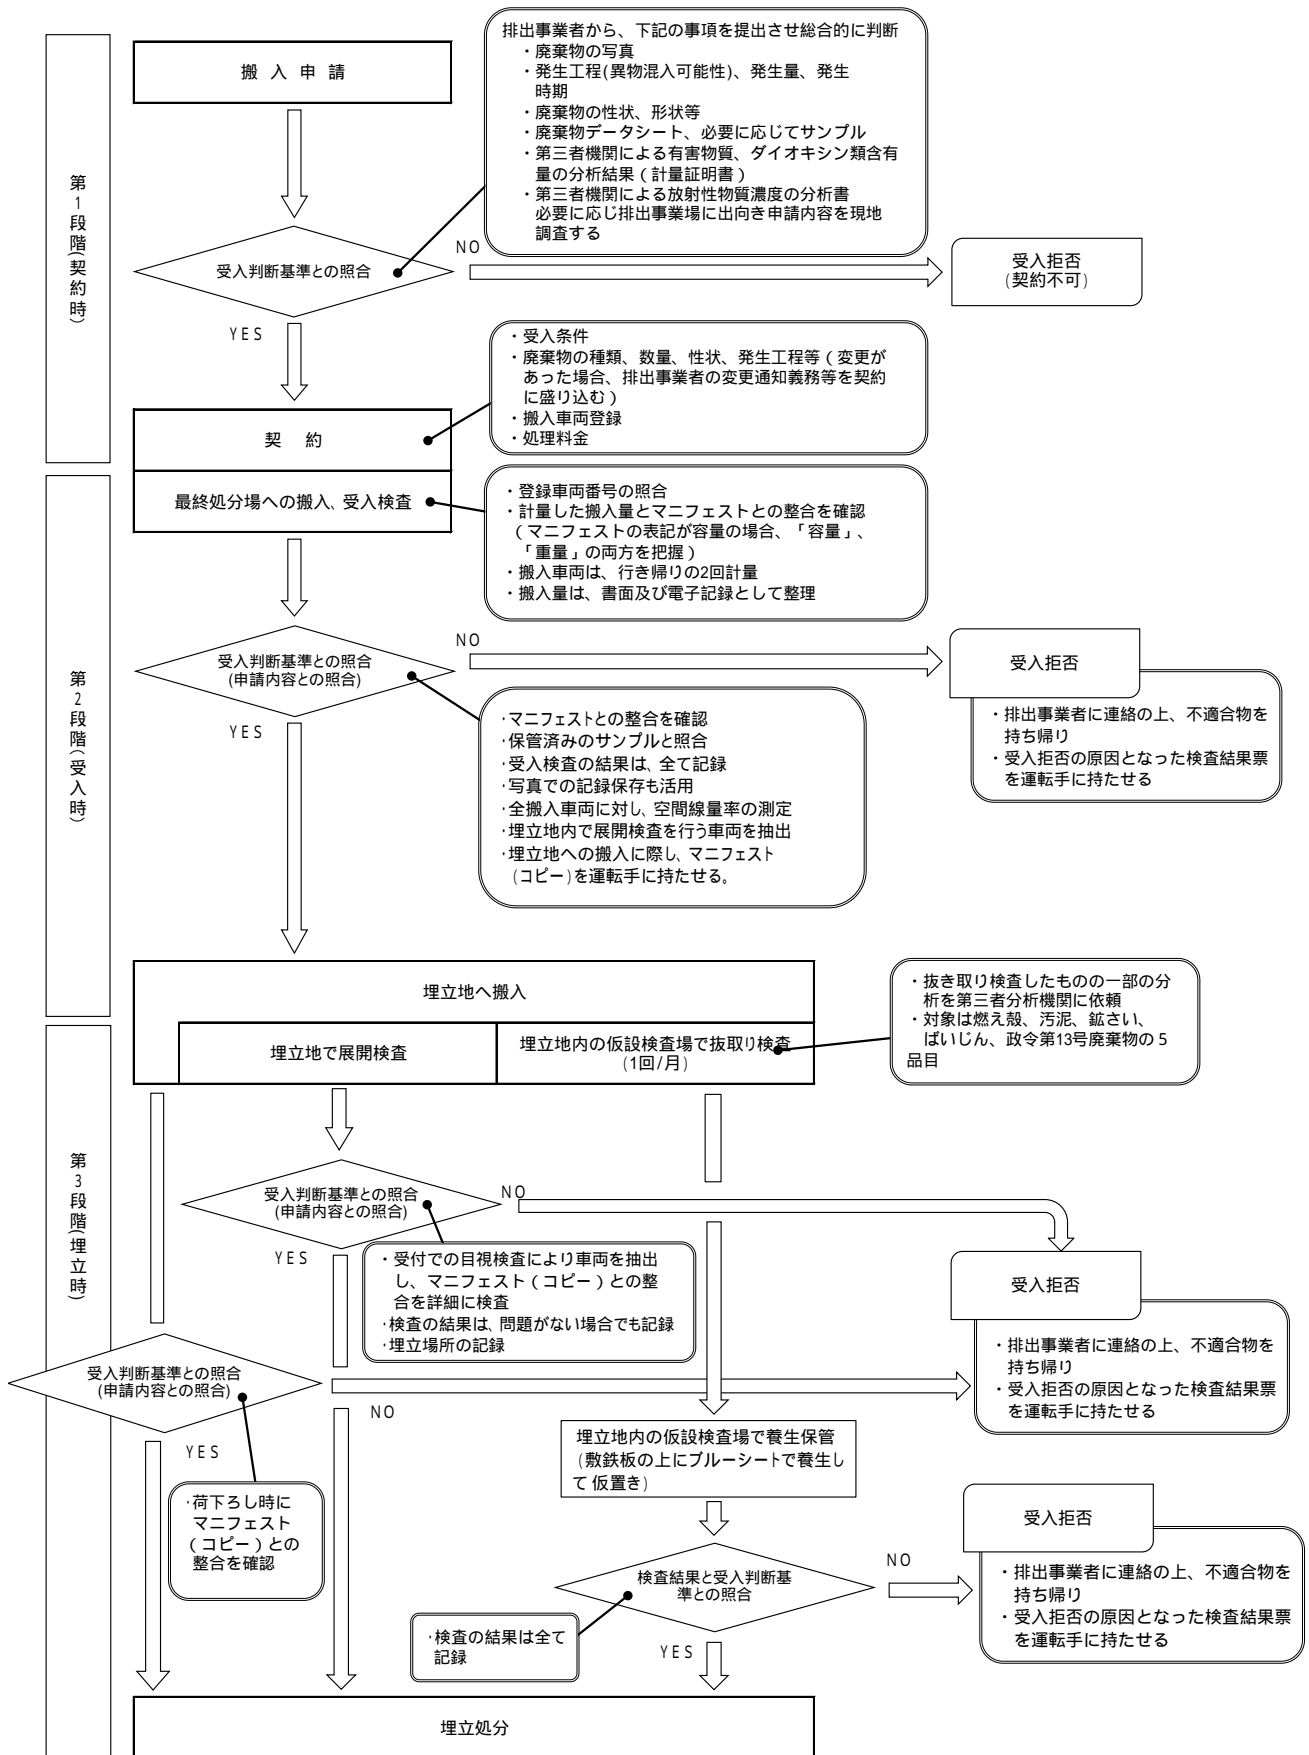 第1段階(契約時)
搬 入 申 請
排出事業者から、下記の事項を提出させ総合的に判断
・廃棄物の写真
・発生工程(異物混入可能性)、発生量、発生
時期
・廃棄物の性状、形状等
・廃棄物データシート、必要に応じてサンプル
・第三者機関による有害物質、ダイオキシン類含有
量の分析結果(計量証明書)
・第三者機関による放射性物質濃度の分析書
必要に応じ排出事業場に出向き申請内容を現地
調査する
受入判断基準との照合
NO
受入拒否
(契約不可)
YES
・受入条件
・廃棄物の種類、数量、性状、発生工程等(変更が
あった場合、排出事業者の変更通知義務等を契約
に盛り込む)
・搬入車両登録
・処理料金
契 約
第2段階(受入時)
最終処分場への搬入、受入検査
・登録車両番号の照合
・計量した搬入量とマニフェストとの整合を確認
(マニフェストの表記が容量の場合、「容量」、
「重量」の両方を把握)
・搬入車両は、行き帰りの2回計量
・搬入量は、書面及び電子記録として整理
受入判断基準との照合
(申請内容との照合)
NO
受入拒否
・排出事業者に連絡の上、不適合物を
持ち帰り
・受入拒否の原因となった検査結果票
を運転手に持たせる
YES
・マニフェストとの整合を確認
・保管済みのサンプルと照合
・受入検査の結果は、全て記録
・写真での記録保存も活用
・全搬入車両に対し、空間線量率の測定
・埋立地内で展開検査を行う車両を抽出
・埋立地への搬入に際し、マニフェスト
(コピー)を運転手に持たせる。
第3段階(埋立時)
埋立地へ搬入
埋立地で展開検査
埋立地内の仮設検査場で抜取り検査
(1回/月)
・抜き取り検査したものの一部の分
析を第三者分析機関に依頼
・対象は燃え殻、汚泥、鉱さい、
ばいじん、政令第13号廃棄物の5
品目
受入判断基準との照合
(申請内容との照合)
NO
YES
・受付での目視検査により車両を抽出
し、マニフェスト(コピー)との整
合を詳細に検査
・検査の結果は、問題がない場合でも記録
・埋立場所の記録
受入拒否
・排出事業者に連絡の上、不適合物を
持ち帰り
・受入拒否の原因となった検査結果票
を運転手に持たせる
受入判断基準との照合
(申請内容との照合)
NO
YES
・荷下ろし時に
マニフェスト
(コピー)との
整合を確認
埋立地内の仮設検査場で養生保管
(敷鉄板の上にブルーシートで養生し
て仮置き)
検査結果と受入判断基
準との照合
NO
受入拒否
・排出事業者に連絡の上、不適合物を
持ち帰り
・受入拒否の原因となった検査結果票
を運転手に持たせる
・検査の結果は全て
記録
YES
埋立処分